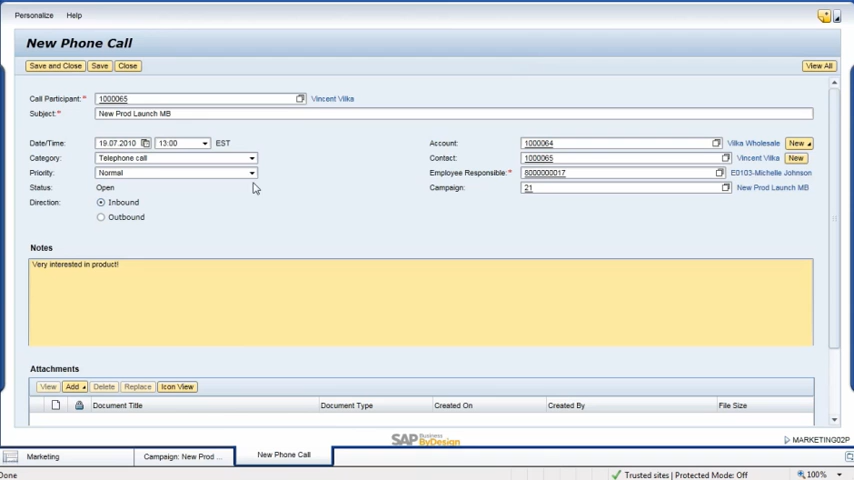 Personalize Help
New Phone Call
Save and Close Save Close View All
Call Participant:* 1000065 Vincent Vilka
Subject:* New Prod Launch MB
Date/Time: 19.07.2010 13:00 EST Account: 1000064 Vilka Wholesale New
Category: Telephone call Contact: 1000065 Vincent Vilka New
Priority: Normal Employee Responsible:* 8000000017 E0103-Michelle Johnson
Status: Open Campaign: 21 New Prod Launch MB
Direction: Inbound
Outbound
Notes
Very interested in product!
Attachments
View Add Delete Replace Icon View
Document Title Document Type Created On Created By File Size
SAP Business ByDesign
MARKETING02P
Marketing Campaign: New Prod ... New Phone Call
Done Trusted sites | Protected Mode: Off 100%